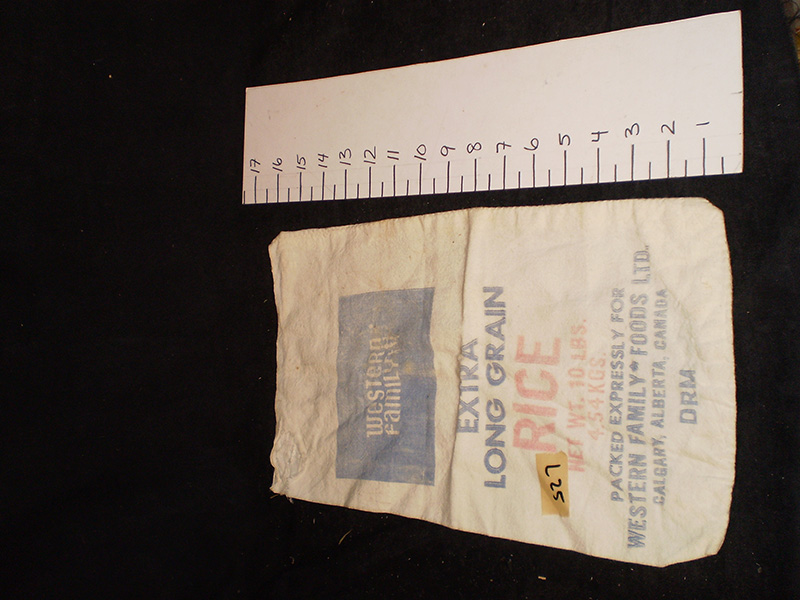 17 16 15 14 13 12 11 10 9 8 7 6 5 4 3 2 1
Western
Family
EXTRA
LONG GRAIN
RICE
NET WT. 10 LBS.
4.54 KGS.
527
PACKED EXPRESSLY FOR
WESTERN FAMILY FOODS LTD.
CALGARY, ALBERTA, CANADA
DRM